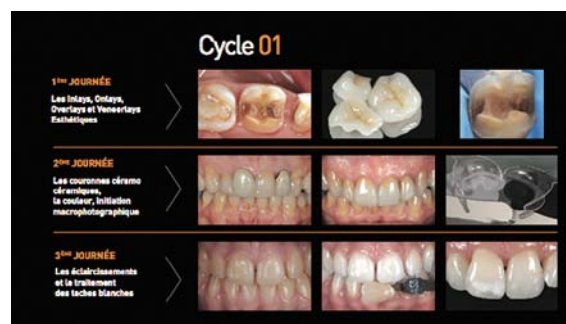 Cycle 01
1ÈRE JOURNÉE
Les Inlays, Onlays,
Overlays et Veneerlays
Esthétiques
2ÈME JOURNÉE
Les couronnes céramo
céramiques,
la couleur, initiation
macrophotographique
3ÈME JOURNÉE
Les éclaircissements
et le traitement
des taches blanches